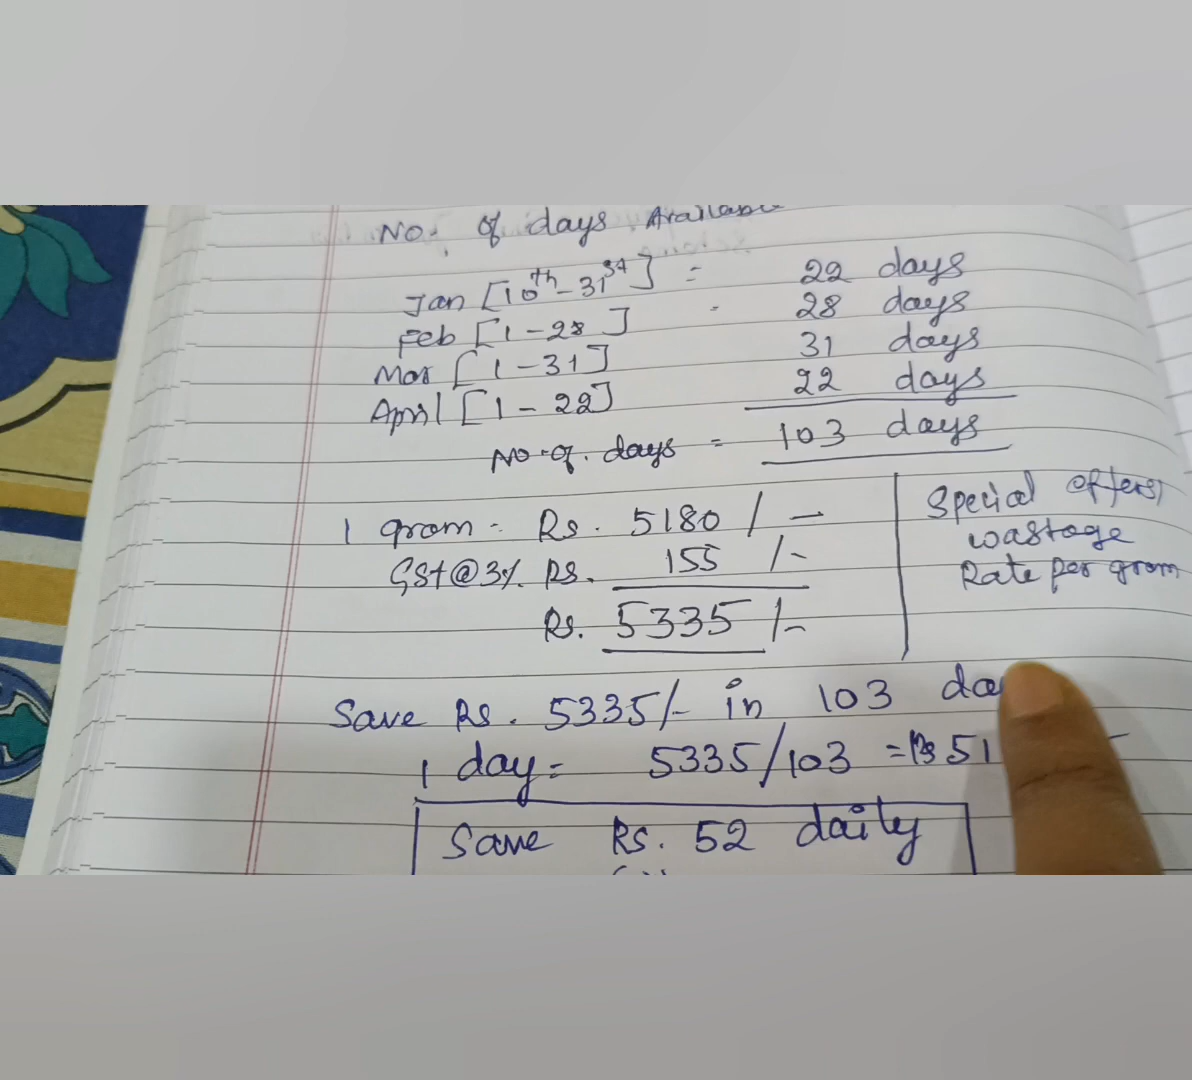 No. of days Available
Jan [10th - 31st] = 22 days
Feb [1 - 28] - 28 days
Mar [1 - 31] 31 days
April [1 - 22] 22 days
No. of. days = 103 days
1 gram - Rs. 5180/-
GSt@3%. Rs. 155/-
Rs. 5335/-
Special offers,
wastage
Rate per gram
Save Rs. 5335/- in 103 da
1 day = 5335/103 = Rs 51
Save Rs. 52 daily